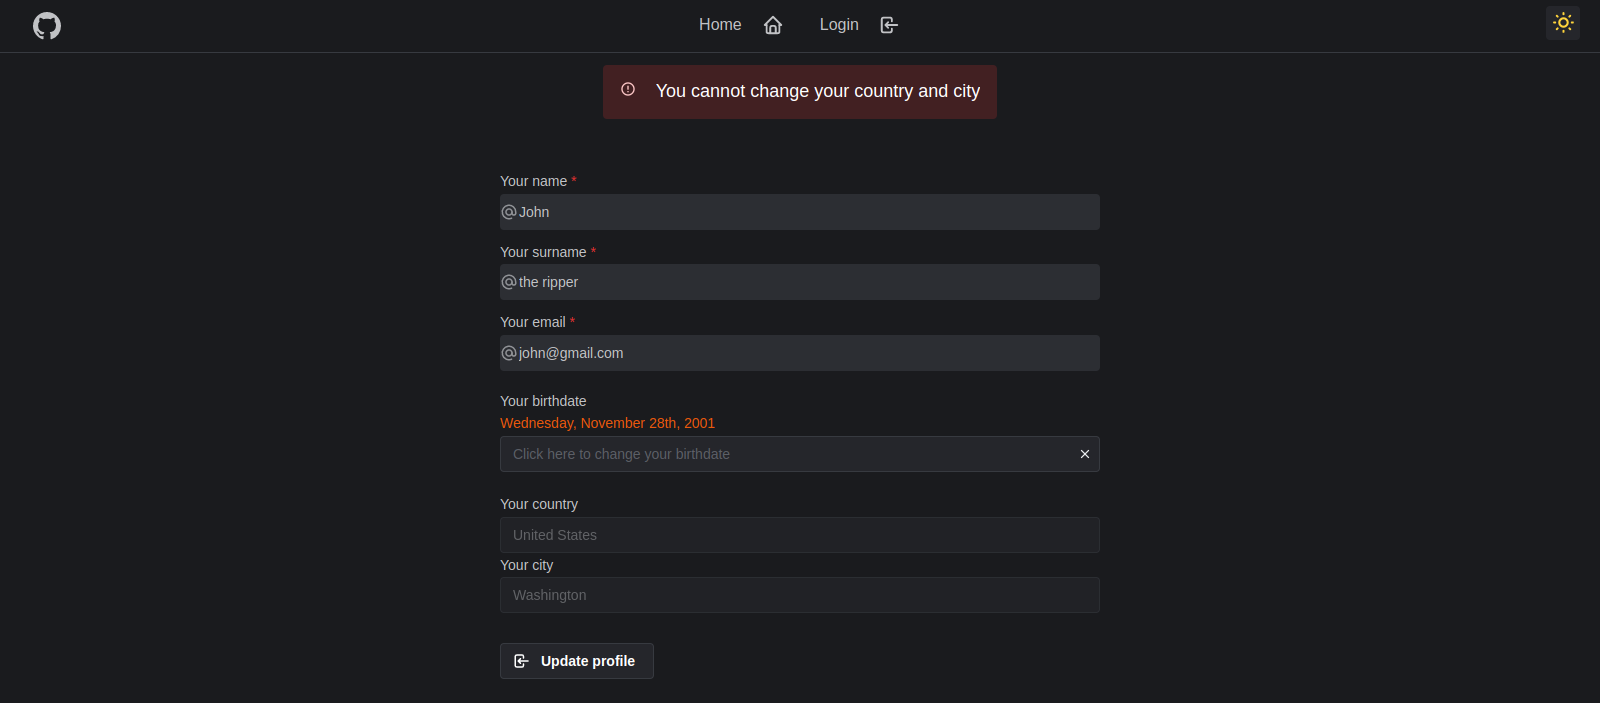 Home Login
You cannot change your country and city
Your name *
John
Your surname *
the ripper
Your email *
john@gmail.com
Your birthdate
Wednesday, November 28th, 2001
Click here to change your birthdate
Your country
United States
Your city
Washington
Update profile